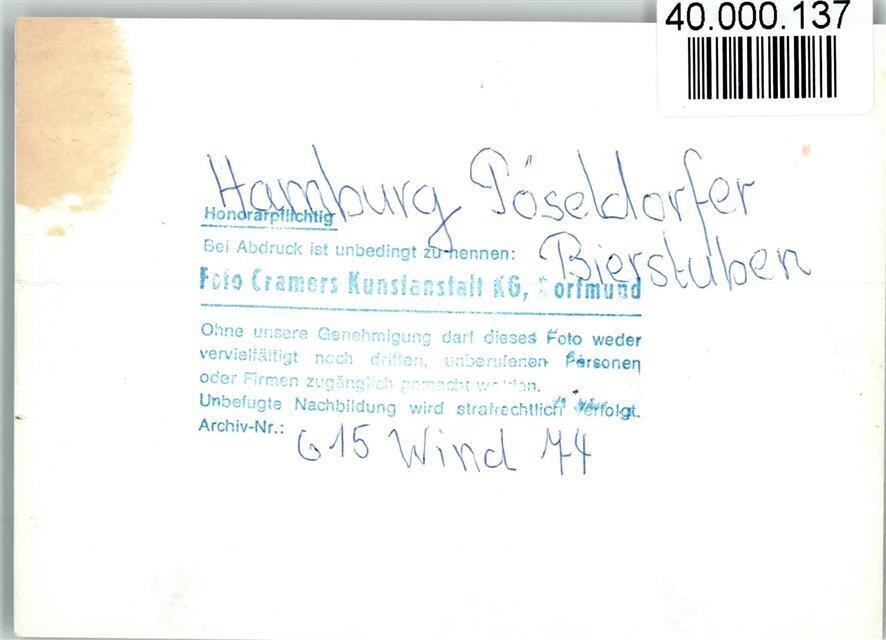 40.000.137
Hamburg Pöseldorfer
Bierstuben
Honorarpflichtig
Bei Abdruck ist unbedingt zu nennen:
Foto Cramers Kunstanstalt KG, Dortmund
Ohne unsere Genehmigung darf dieses Foto weder
vervielfältigt noch dritten, unberufenen Personen
oder Firmen zugänglich gemacht werden.
Unbefugte Nachbildung wird strafrechtlich verfolgt.
Archiv-Nr.: G15 Wind 74